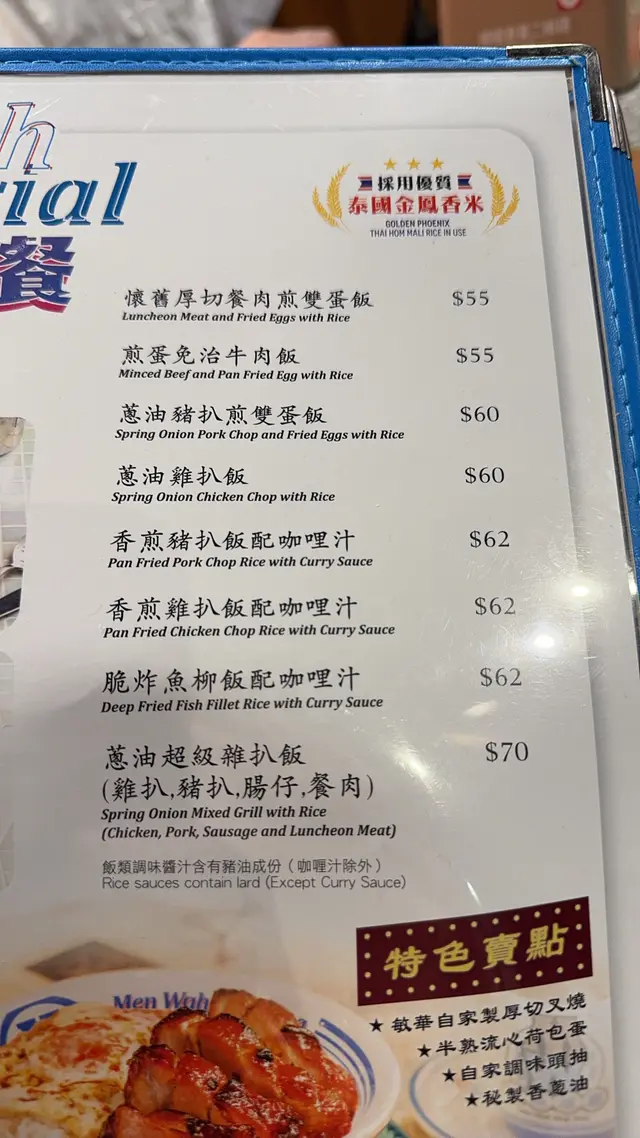 h
rial
餐
採用優質
泰國金鳳香米
GOLDEN PHOENIX
THAI HOM MALI RICE IN USE
懷舊厚切餐肉煎雙蛋飯 $55
Luncheon Meat and Fried Eggs with Rice
煎蛋免治牛肉飯 $55
Minced Beef and Pan Fried Egg with Rice
蔥油豬扒煎雙蛋飯 $60
Spring Onion Pork Chop and Fried Eggs with Rice
蔥油雞扒飯 $60
Spring Onion Chicken Chop with Rice
香煎豬扒飯配咖哩汁 $62
Pan Fried Pork Chop Rice with Curry Sauce
香煎雞扒飯配咖哩汁 $62
Pan Fried Chicken Chop Rice with Curry Sauce
脆炸魚柳飯配咖哩汁 $62
Deep Fried Fish Fillet Rice with Curry Sauce
蔥油超級雜扒飯 $70
(雞扒,豬扒,腸仔,餐肉)
Spring Onion Mixed Grill with Rice
(Chicken, Pork, Sausage and Luncheon Meat)
飯類調味醬汁含有豬油成份（咖喱汁除外）
Rice sauces contain lard (Except Curry Sauce)
特色賣點
★ 敏華自家製厚切叉燒
★半熟流心荷包蛋
★自家調味頭抽
★秘製香蔥油
Men Wah